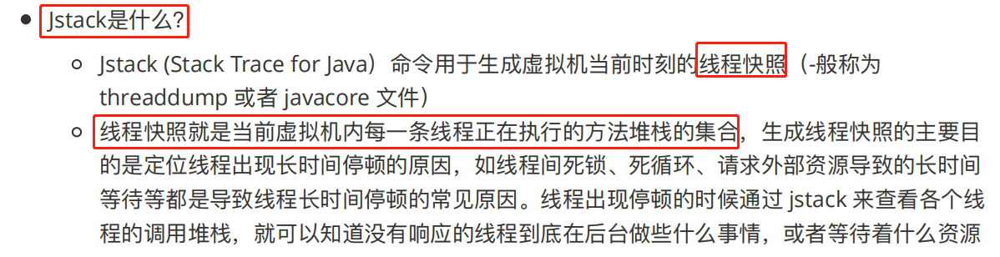 Jstack是什么?
Jstack (Stack Trace for Java）命令用于生成虚拟机当前时刻的线程快照（-般称为
threaddump 或者 javacore 文件）
线程快照就是当前虚拟机内每一条线程正在执行的方法堆栈的集合，生成线程快照的主要目
的是定位线程出现长时间停顿的原因，如线程间死锁、死循环、请求外部资源导致的长时间
等待等都是导致线程长时间停顿的常见原因。线程出现停顿的时候通过 jstack 来查看各个线
程的调用堆栈，就可以知道没有响应的线程到底在后台做些什么事情，或者等待着什么资源